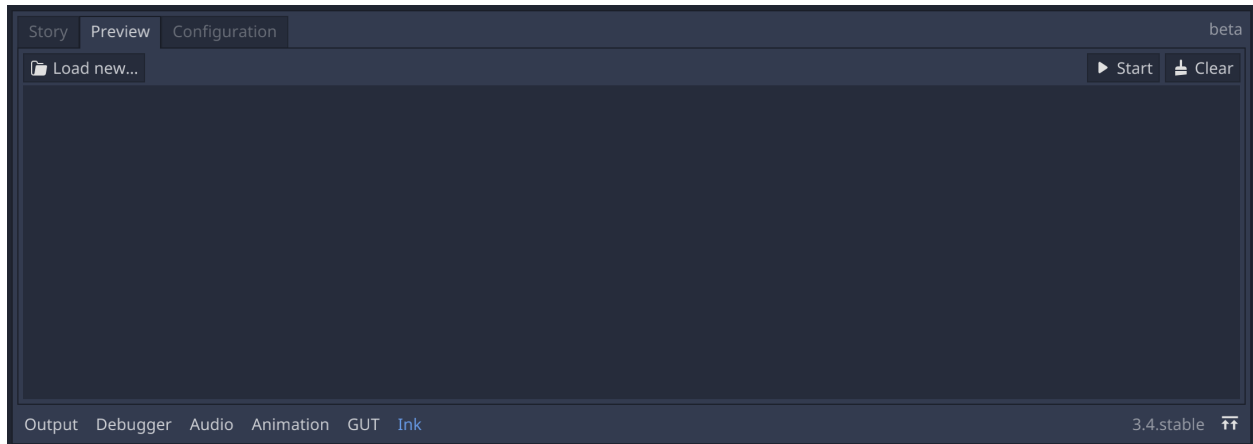 Story Preview Configuration beta
Load new... Start Clear
Output Debugger Audio Animation GUT Ink 3.4.stable